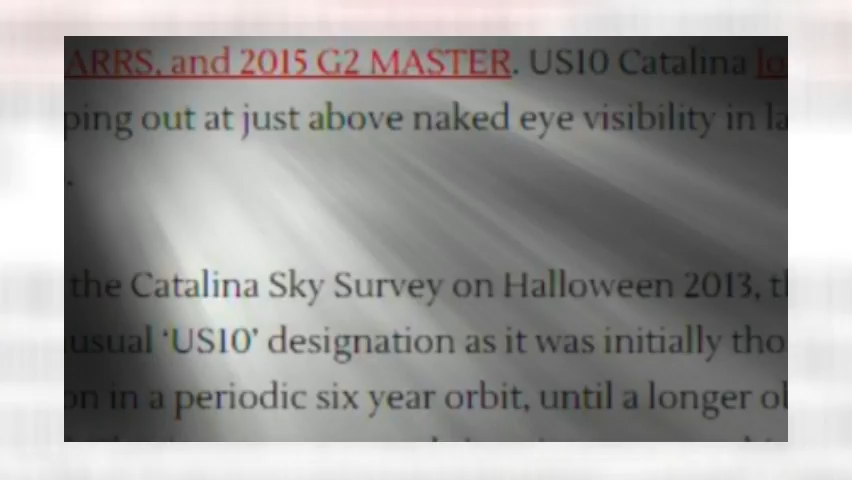 ARRS, and 2015 G2 MASTER. US10 Catalina
ping out at just above naked eye visibility in
.
the Catalina Sky Survey on Halloween 2013,
usual ‘US10’ designation as it was initially
on in a periodic six year orbit, until a longer